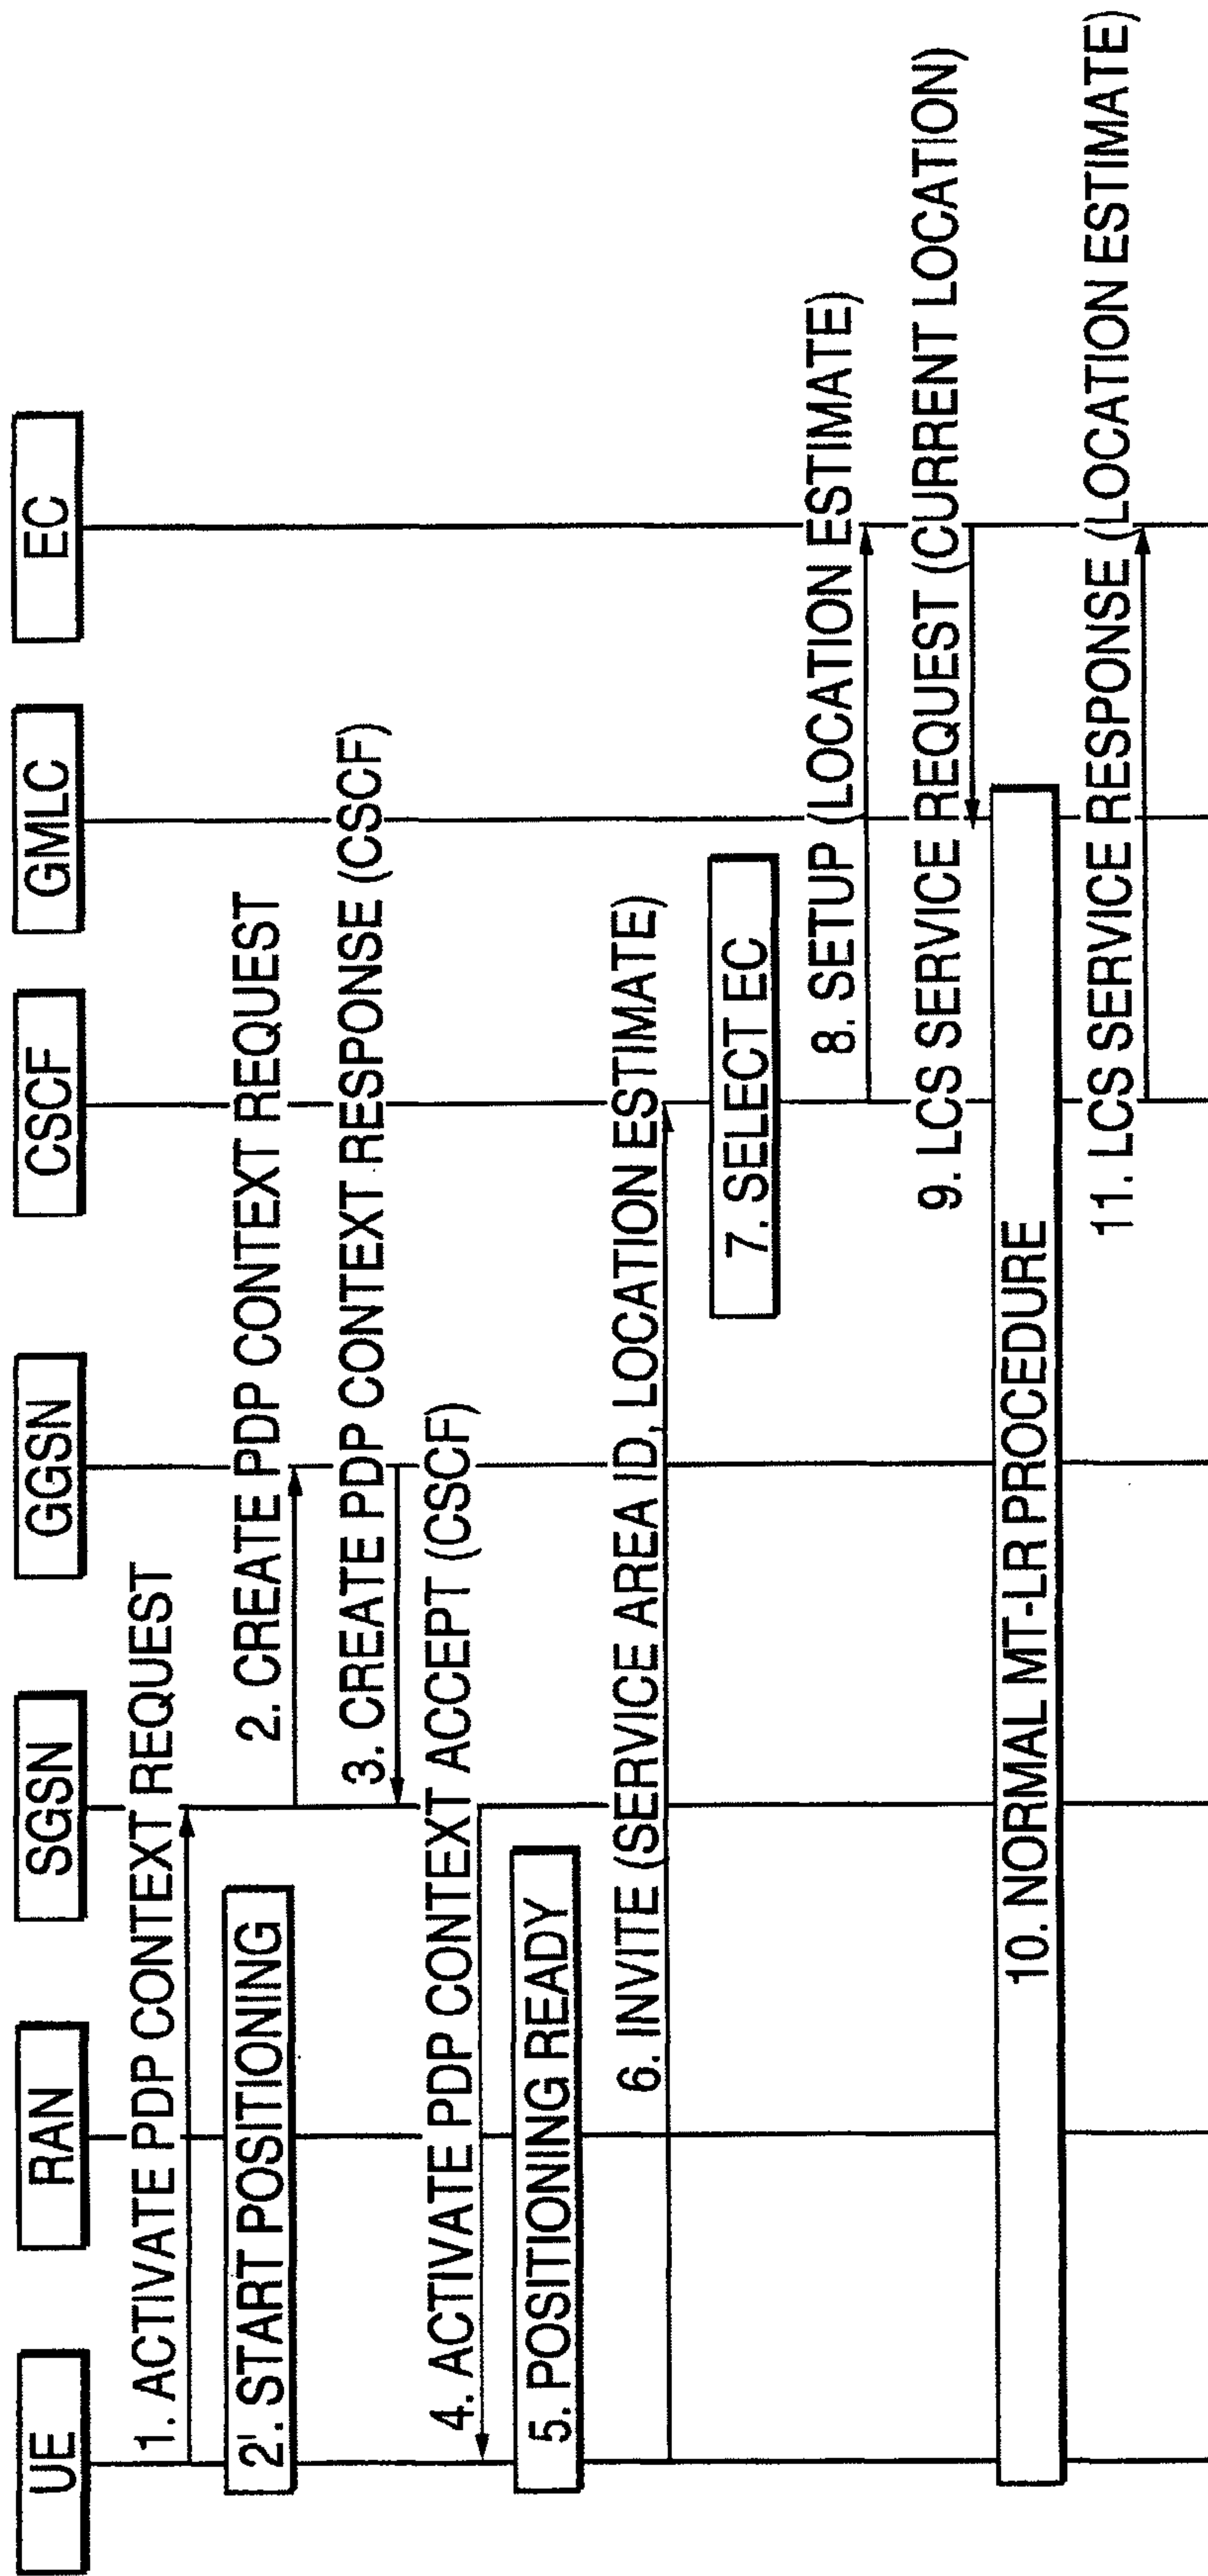 UE
RAN
SGSN
GGSN
CSCF
GMLC
EC
1. ACTIVATE PDP CONTEXT REQUEST
2'. START POSITIONING
2. CREATE PDP CONTEXT REQUEST
3. CREATE PDP CONTEXT RESPONSE (CSCF)
4. ACTIVATE PDP CONTEXT ACCEPT (CSCF)
5. POSITIONING READY
6. INVITE (SERVICE AREA ID, LOCATION ESTIMATE)
7. SELECT EC
8. SETUP (LOCATION ESTIMATE)
9. LCS SERVICE REQUEST (CURRENT LOCATION)
10. NORMAL MT-LR PROCEDURE
11. LCS SERVICE RESPONSE (LOCATION ESTIMATE)